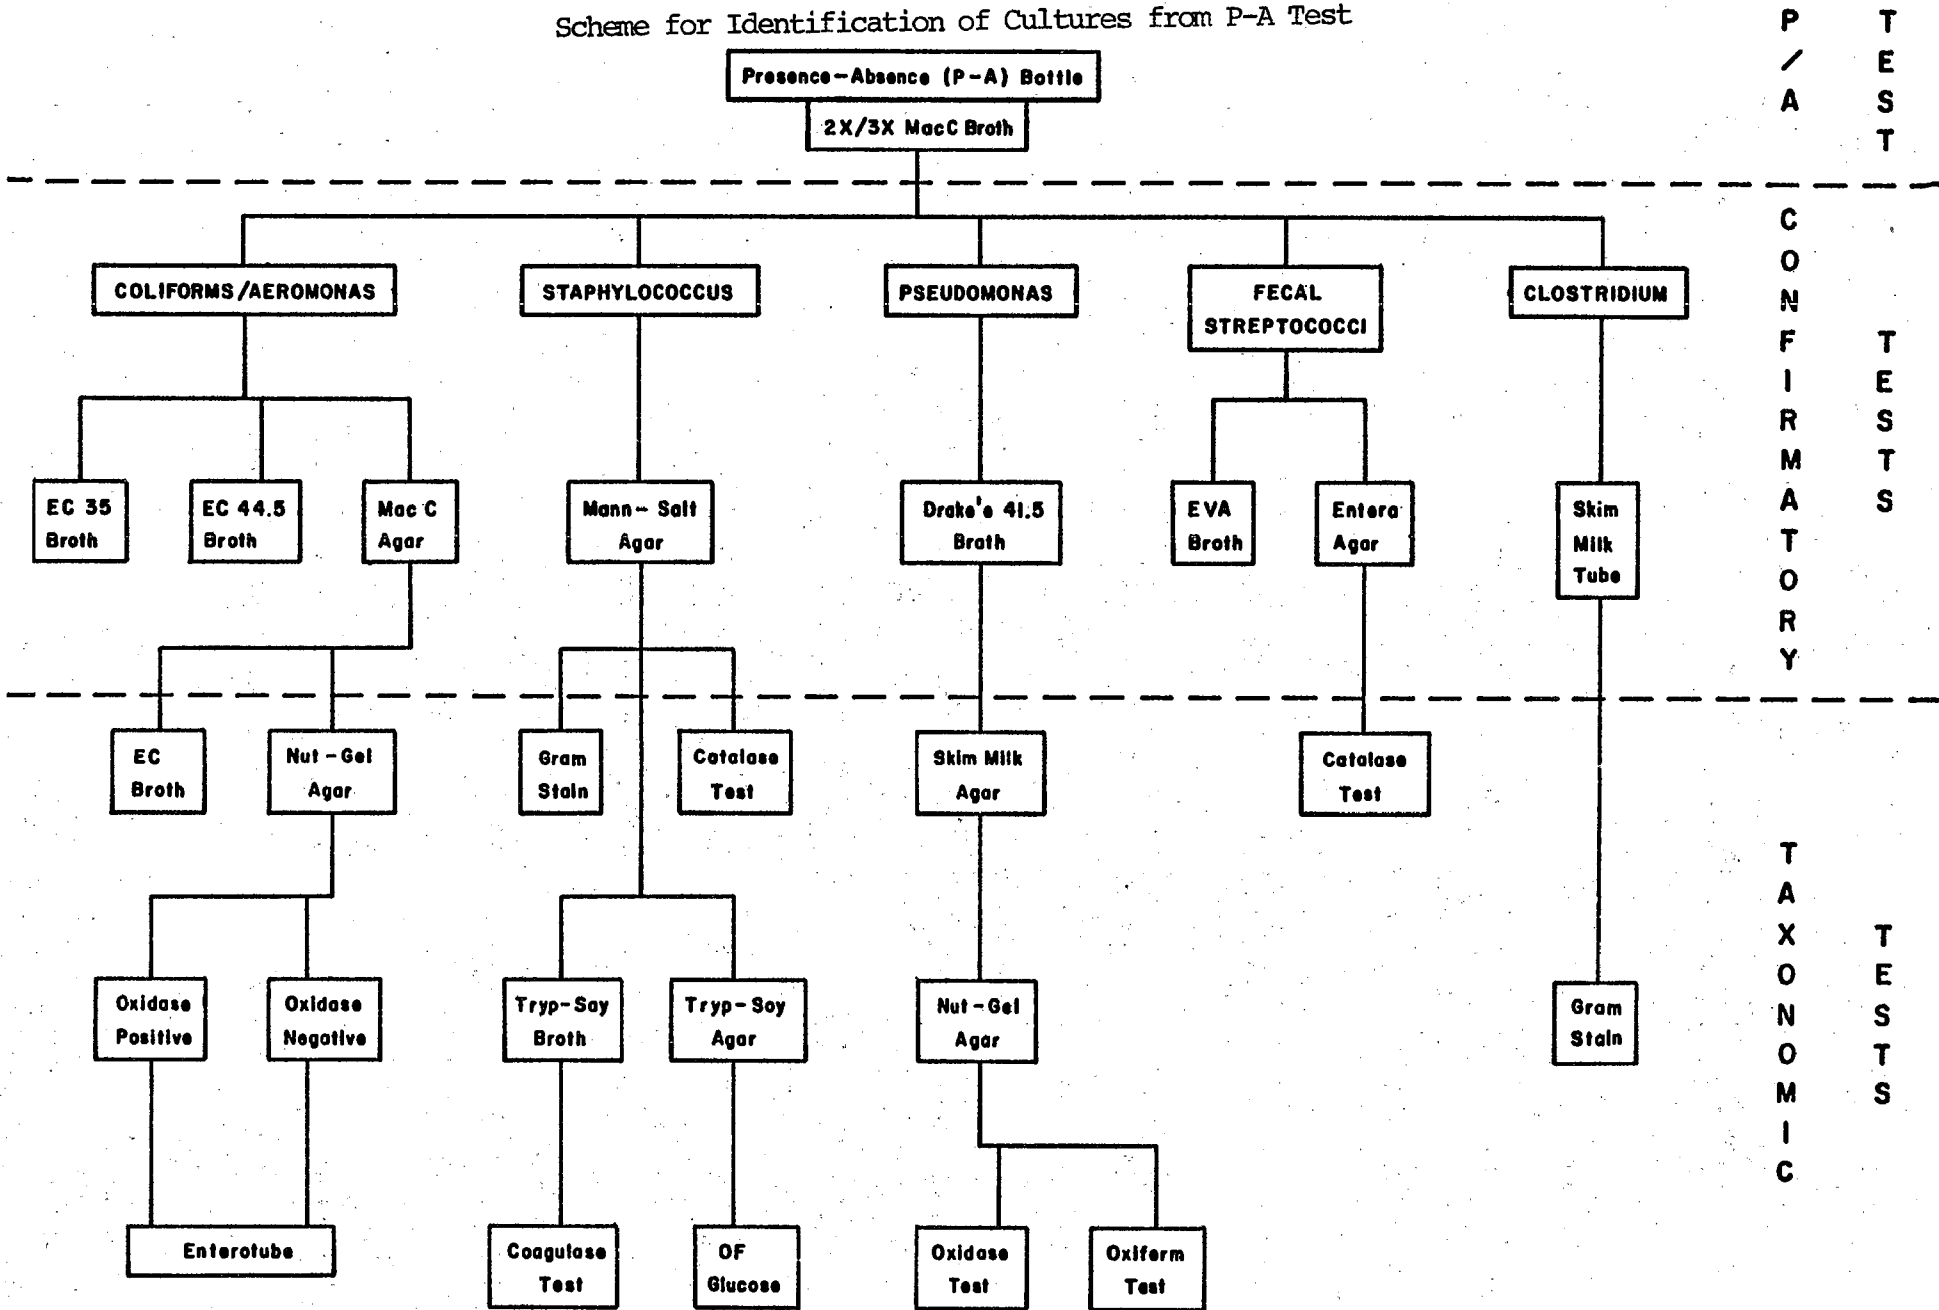 Scheme for Identification of Cultures from P-A Test
P/A
TEST
Presence-Absence (P-A) Bottle
2X/3X MacC Broth
CONFIRMATORY
TESTS
COLIFORMS/AEROMONAS
STAPHYLOCOCCUS
PSEUDOMONAS
FECAL
STREPTOCOCCI
CLOSTRIDIUM
EC 35
Broth
EC 44.5
Broth
Mac C
Agar
Mann-Salt
Agar
Drake's 41.5
Broth
EVA
Broth
Entero
Agar
Skim
Milk
Tube
TAXONOMIC
TESTS
EC
Broth
Nut-Gel
Agar
Gram
Stain
Catalase
Test
Skim Milk
Agar
Catalase
Test
Oxidase
Positive
Oxidase
Negative
Tryp-Soy
Broth
Tryp-Soy
Agar
Nut-Gel
Agar
Gram
Stain
Enterotube
Coagulase
Test
OF
Glucose
Oxidase
Test
Oxiferm
Test